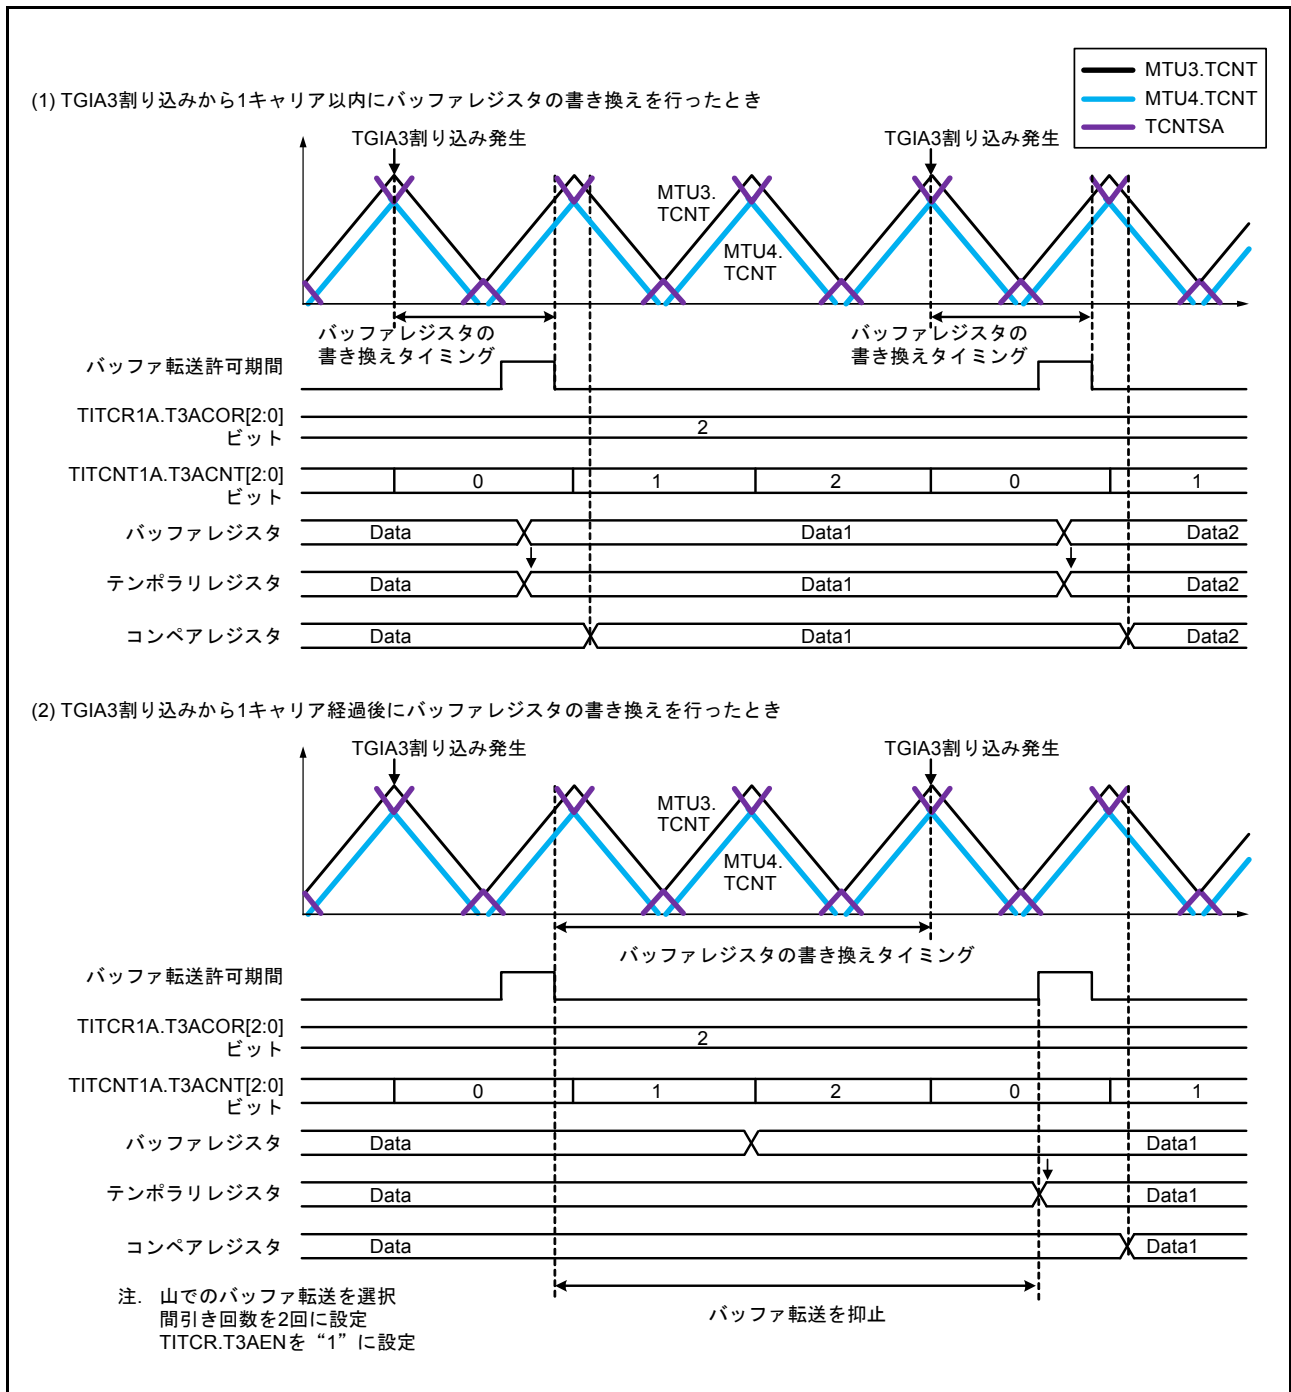 MTU3.TCNT
MTU4.TCNT
TCNTSA
(1) TGIA3割り込みから1キャリア以内にバッファレジスタの書き換えを行ったとき
TGIA3割り込み発生
TGIA3割り込み発生
MTU3.
TCNT
MTU4.
TCNT
バッファレジスタの
書き換えタイミング
バッファレジスタの
書き換えタイミング
バッファ転送許可期間
TITCR1A.T3ACOR[2:0]
ビット
2
TITCNT1A.T3ACNT[2:0]
ビット
0 1 2 0 1
バッファレジスタ Data Data1 Data2
テンポラリレジスタ Data Data1 Data2
コンペアレジスタ Data Data1 Data2
(2) TGIA3割り込みから1キャリア経過後にバッファレジスタの書き換えを行ったとき
TGIA3割り込み発生
TGIA3割り込み発生
MTU3.
TCNT
MTU4.
TCNT
バッファレジスタの書き換えタイミング
バッファ転送許可期間
TITCR1A.T3ACOR[2:0]
ビット
2
TITCNT1A.T3ACNT[2:0]
ビット
0 1 2 0 1
バッファレジスタ Data Data1
テンポラリレジスタ Data Data1
コンペアレジスタ Data Data1
バッファ転送を抑止
注. 山でのバッファ転送を選択
間引き回数を2回に設定
TITCR.T3AENを“1”に設定